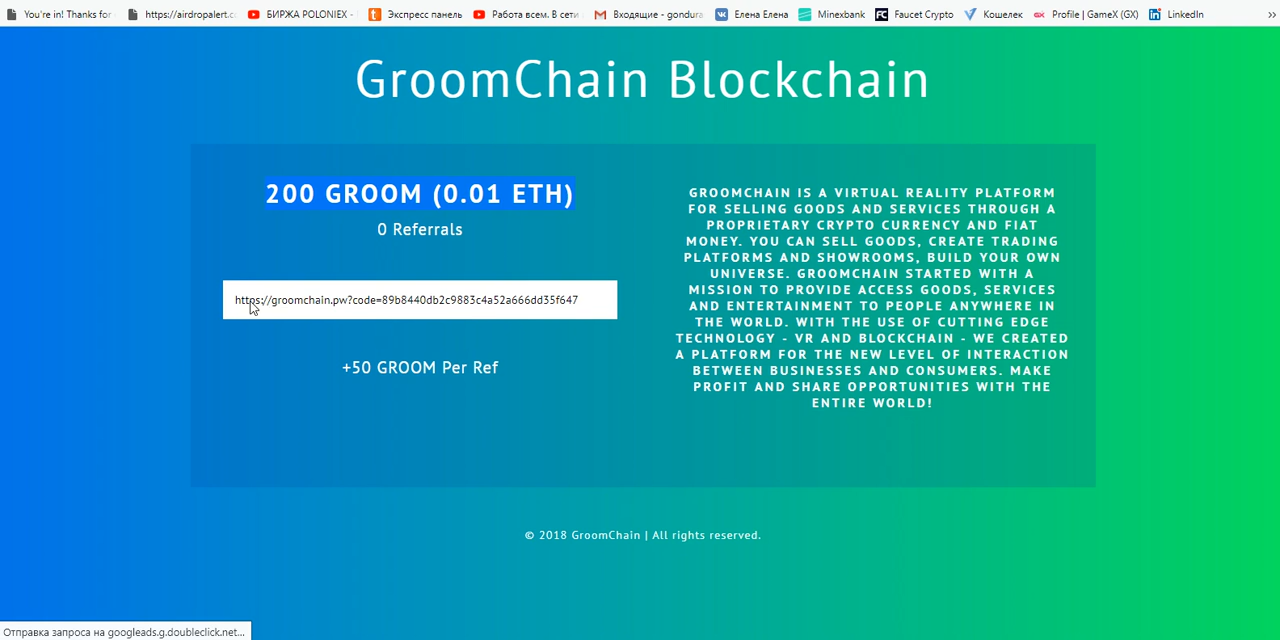 You're in! Thanks for
https://airdropalert.c
БИРЖА POLONIEX -
Экспресс панель
Работа всем. В сети
Входящие - gondura
Елена Елена
Minexbank
Faucet Crypto
Кошелек
Profile | GameX (GX)
LinkedIn
»
GroomChain Blockchain
200 GROOM (0.01 ETH)
0 Referrals
https://groomchain.pw?code=89b8440db2c9883c4a52a666dd35f647
+50 GROOM Per Ref
GROOMCHAIN IS A VIRTUAL REALITY PLATFORM
FOR SELLING GOODS AND SERVICES THROUGH A
PROPRIETARY CRYPTO CURRENCY AND FIAT
MONEY. YOU CAN SELL GOODS, CREATE TRADING
PLATFORMS AND SHOWROOMS, BUILD YOUR OWN
UNIVERSE. GROOMCHAIN STARTED WITH A
MISSION TO PROVIDE ACCESS GOODS, SERVICES
AND ENTERTAINMENT TO PEOPLE ANYWHERE IN
THE WORLD. WITH THE USE OF CUTTING EDGE
TECHNOLOGY - VR AND BLOCKCHAIN - WE CREATED
A PLATFORM FOR THE NEW LEVEL OF INTERACTION
BETWEEN BUSINESSES AND CONSUMERS. MAKE
PROFIT AND SHARE OPPORTUNITIES WITH THE
ENTIRE WORLD!
© 2018 GroomChain | All rights reserved.
Отправка запроса на googleads.g.doubleclick.net...